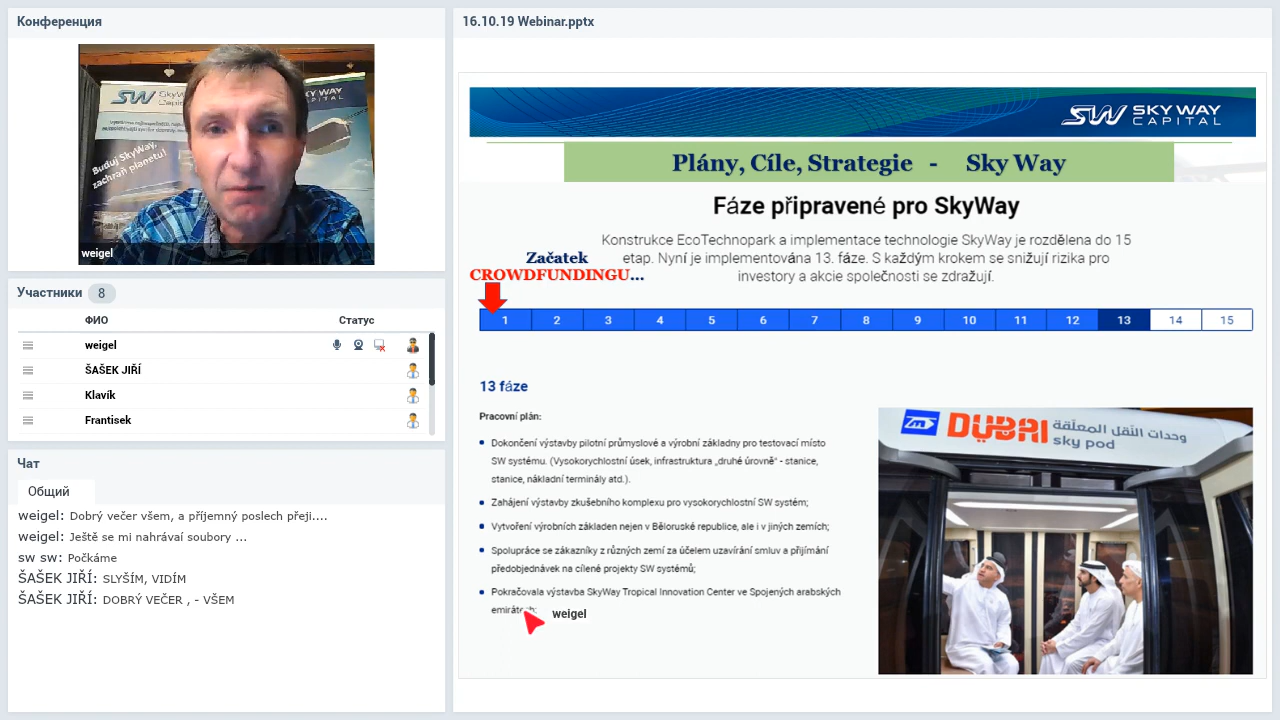 Конференция
SW SkyWay
Capital
Buduj SkyWay,
zachraň planetu!
weigel
Участники 8
ФИО Статус
weigel
ŠAŠEK JIŘÍ
Klavík
Frantisek
Чат
Общий
weigel: Dobrý večer všem, a příjemný poslech přeji....
weigel: Ještě se mi nahrávaí soubory ...
sw sw: Počkáme
ŠAŠEK JIŘÍ: SLYŠÍM, VIDÍM
ŠAŠEK JIŘÍ: DOBRÝ VEČER , - VŠEM
16.10.19 Webinar.pptx
SW SKY WAY
CAPITAL
Plány, Cíle, Strategie - Sky Way
Fáze připravené pro SkyWay
Konstrukce EcoTechnopark a implementace technologie SkyWay je rozdělena do 15
etap. Nyní je implementována 13. fáze. S každým krokem se snižují rizika pro
investory a akcie společnosti se zdražují.
Začatek
CROWDFUNDINGU...
1 2 3 4 5 6 7 8 9 10 11 12 13 14 15
13 fáze
Pracovní plán:
Dokončení výstavby pilotní průmyslové a výrobní základny pro testovací místo
SW systému. (Vysokorychlostní úsek, infrastruktura „druhé úrovně“ - stanice,
stanice, nákladní terminály atd.).
Zahájení výstavby zkušebního komplexu pro vysokorychlostní SW systém;
Vytvoření výrobních základen nejen v Běloruské republice, ale i v jiných zemích;
Spolupráce se zákazníky z různých zemí za účelem uzavírání smluv a přijímání
předobjednávek na cílené projekty SW systémů;
Pokračovala výstavba SkyWay Tropical Innovation Center ve Spojených arabských
emirátech;
weigel
DUBAI وحدات النقل المعلّقة
sky pod